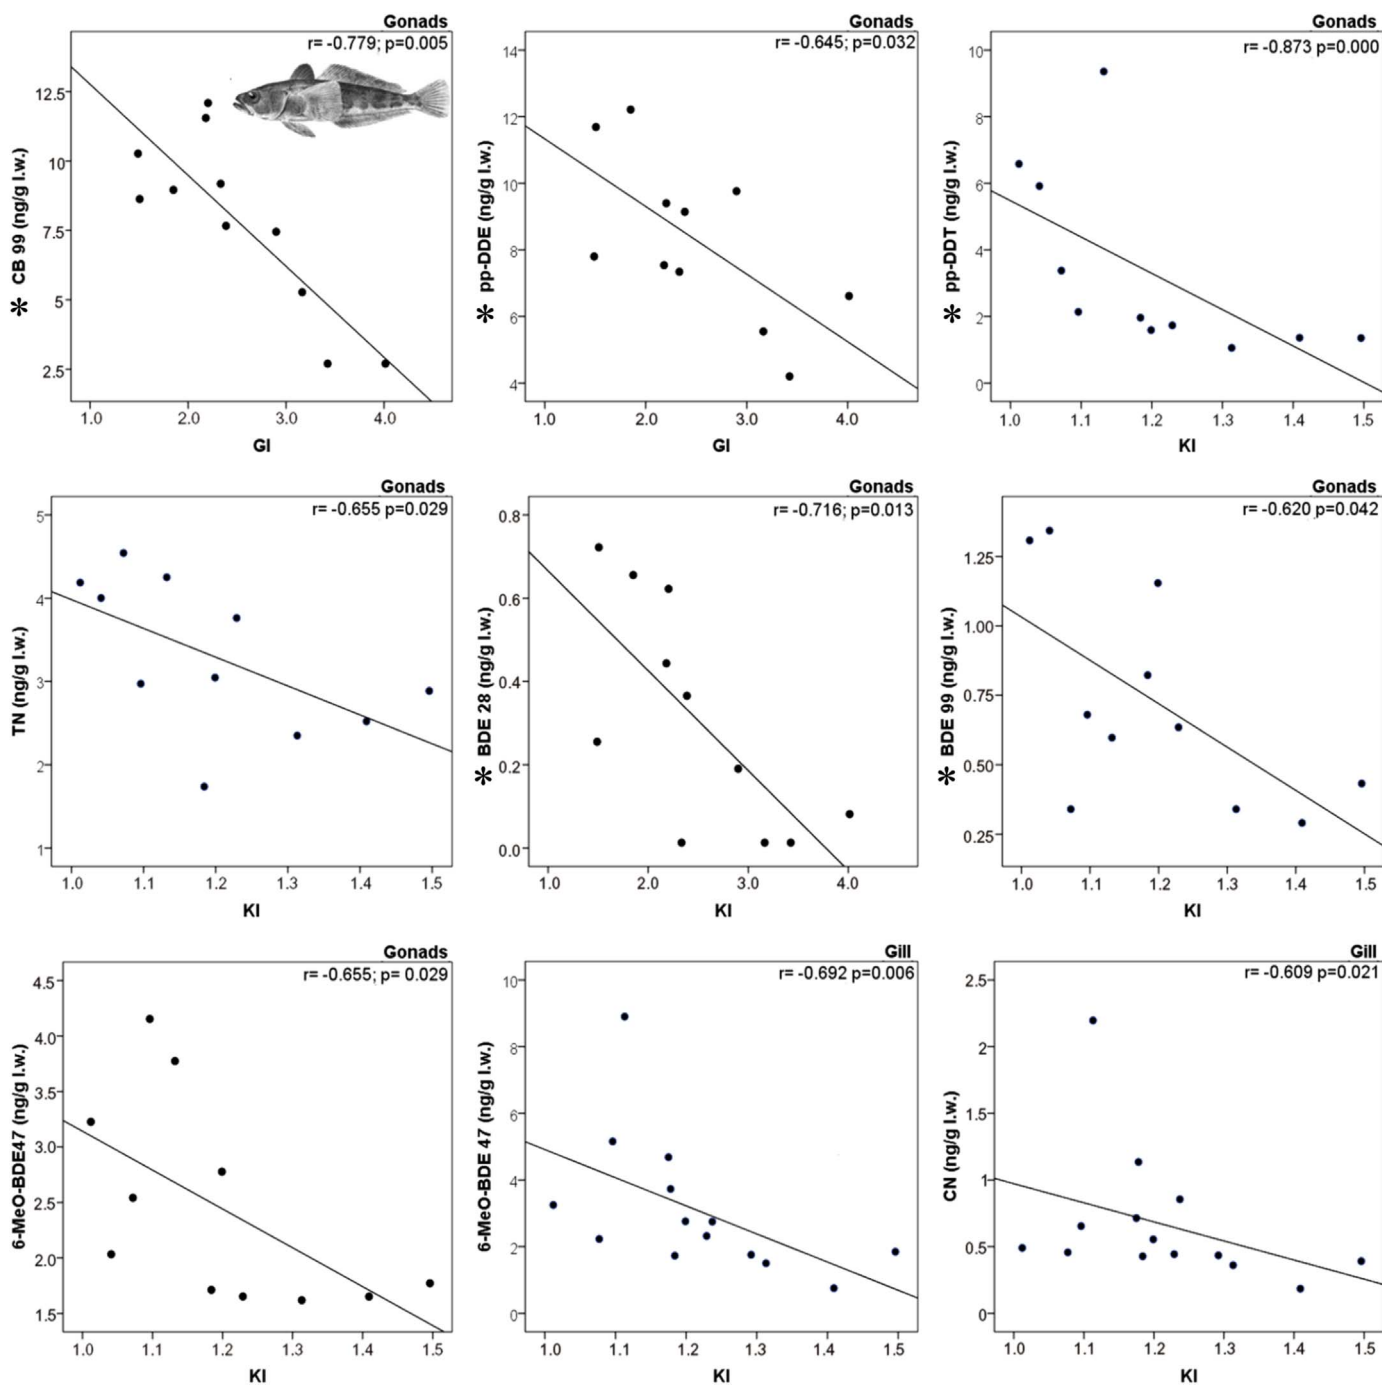 Gonads
r= -0.779; p=0.005
12.5
10
7.5
5
2.5
* CB 99 (ng/g l.w.)
1.0 2.0 3.0 4.0
GI
Gonads
r= -0.645; p=0.032
14
12
10
8
6
4
* pp-DDE (ng/g l.w.)
1.0 2.0 3.0 4.0
GI
Gonads
r= -0.873 p=0.000
10
8
6
4
2
0
* pp-DDT (ng/g l.w.)
1.0 1.1 1.2 1.3 1.4 1.5
KI
Gonads
r= -0.655 p=0.029
5
4
3
2
1
TN (ng/g l.w.)
1.0 1.1 1.2 1.3 1.4 1.5
KI
Gonads
r= -0.716; p=0.013
0.8
0.6
0.4
0.2
0.0
* BDE 28 (ng/g l.w.)
1.0 2.0 3.0 4.0
KI
Gonads
r= -0.620 p=0.042
1.25
1.00
0.75
0.50
0.25
* BDE 99 (ng/g l.w.)
1.0 1.1 1.2 1.3 1.4 1.5
KI
Gonads
r= -0.655; p= 0.029
4.5
4.0
3.5
3.0
2.5
2.0
1.5
6-MeO-BDE47 (ng/g l.w.)
1.0 1.1 1.2 1.3 1.4 1.5
KI
Gill
r= -0.692 p=0.006
10
8
6
4
2
0
6-MeO-BDE 47 (ng/g l.w.)
1.0 1.1 1.2 1.3 1.4 1.5
KI
Gill
r= -0.609 p=0.021
2.5
2
1.5
1
0.5
0
CN (ng/g l.w.)
1.0 1.1 1.2 1.3 1.4 1.5
KI